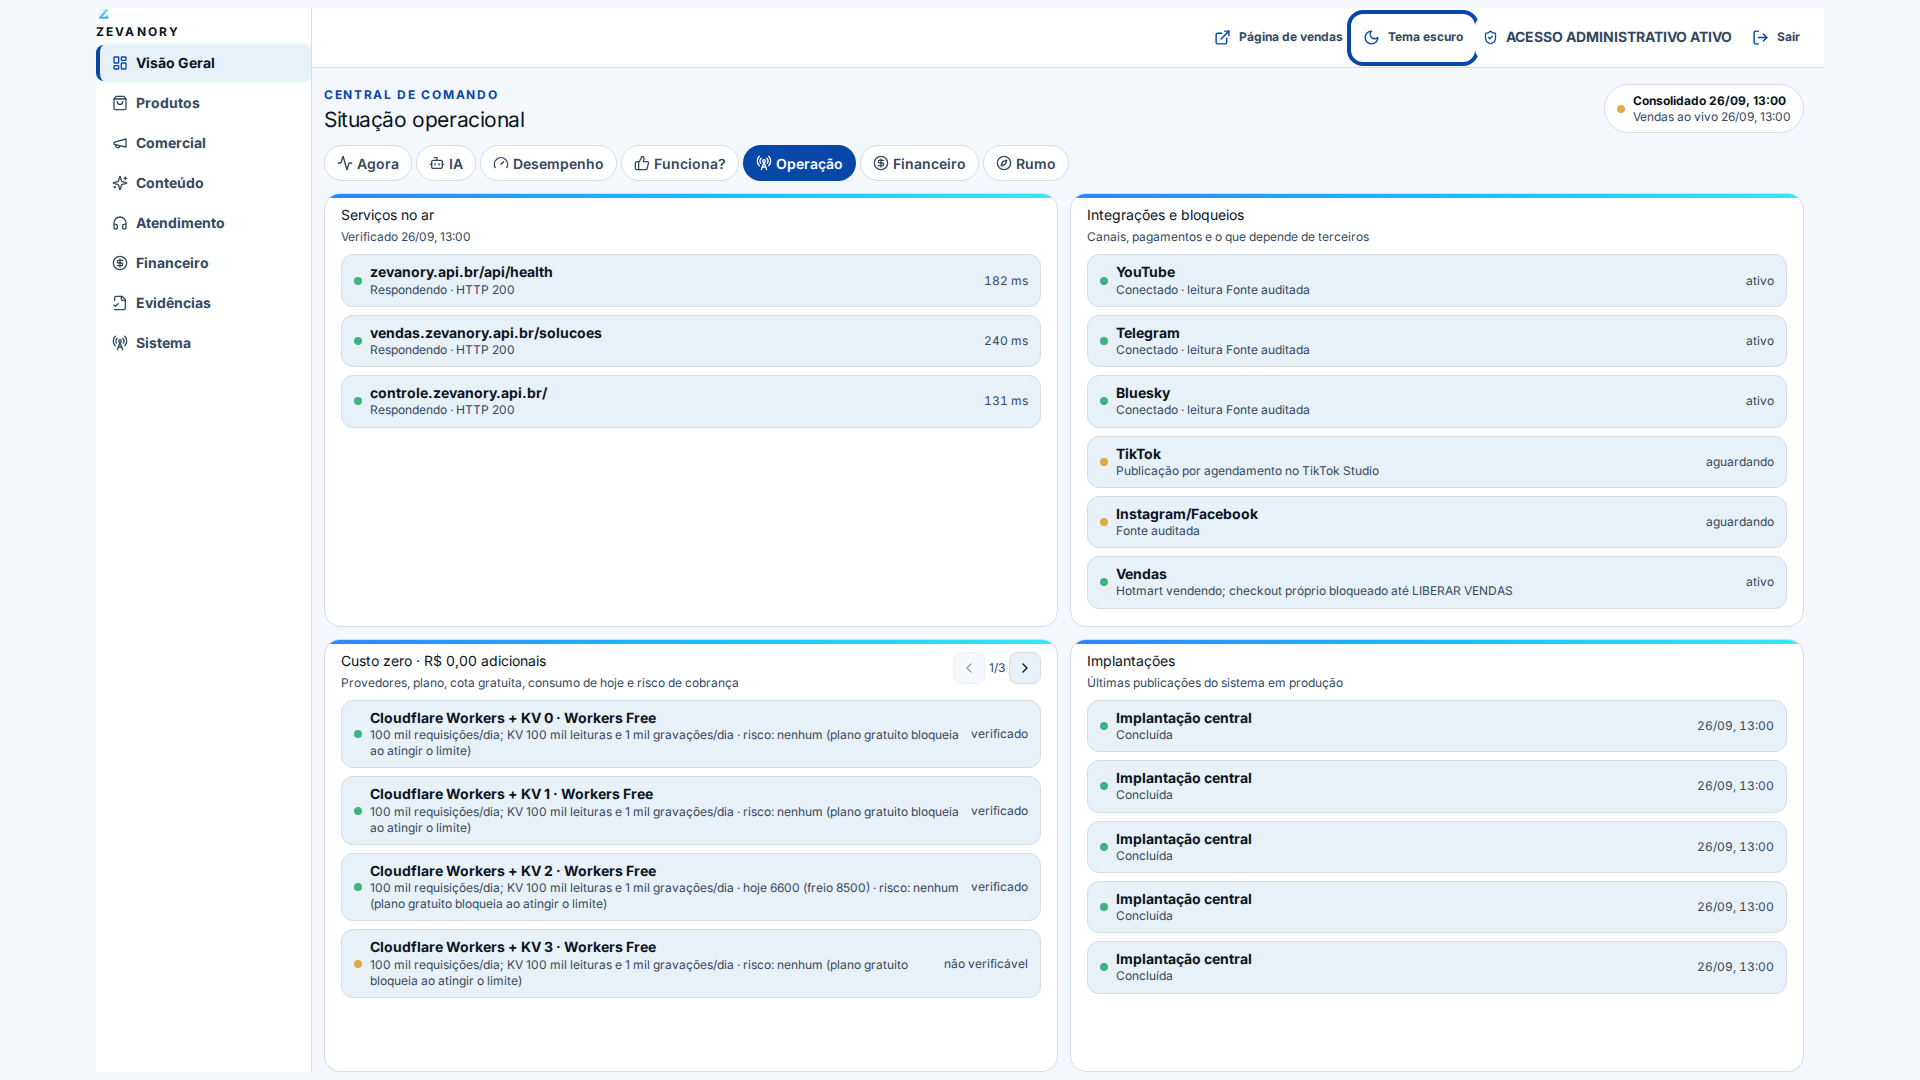 ZEVANORY
Visão Geral
Produtos
Comercial
Conteúdo
Atendimento
Financeiro
Evidências
Sistema
Página de vendas
Tema escuro
ACESSO ADMINISTRATIVO ATIVO
Sair
CENTRAL DE COMANDO
Situação operacional
Consolidado 26/09, 13:00
Vendas ao vivo 26/09, 13:00
Agora
IA
Desempenho
Funciona?
Operação
Financeiro
Rumo
Serviços no ar
Verificado 26/09, 13:00
zevanory.api.br/api/health
Respondendo · HTTP 200
182 ms
vendas.zevanory.api.br/solucoes
Respondendo · HTTP 200
240 ms
controle.zevanory.api.br/
Respondendo · HTTP 200
131 ms
Integrações e bloqueios
Canais, pagamentos e o que depende de terceiros
YouTube
Conectado · leitura Fonte auditada
ativo
Telegram
Conectado · leitura Fonte auditada
ativo
Bluesky
Conectado · leitura Fonte auditada
ativo
TikTok
Publicação por agendamento no TikTok Studio
aguardando
Instagram/Facebook
Fonte auditada
aguardando
Vendas
Hotmart vendendo; checkout próprio bloqueado até LIBERAR VENDAS
ativo
Custo zero · R$ 0,00 adicionais
Provedores, plano, cota gratuita, consumo de hoje e risco de cobrança
1/3
Cloudflare Workers + KV 0 · Workers Free
100 mil requisições/dia; KV 100 mil leituras e 1 mil gravações/dia · risco: nenhum (plano gratuito bloqueia
ao atingir o limite)
verificado
Cloudflare Workers + KV 1 · Workers Free
100 mil requisições/dia; KV 100 mil leituras e 1 mil gravações/dia · risco: nenhum (plano gratuito bloqueia
ao atingir o limite)
verificado
Cloudflare Workers + KV 2 · Workers Free
100 mil requisições/dia; KV 100 mil leituras e 1 mil gravações/dia · hoje 6600 (freio 8500) · risco: nenhum
(plano gratuito bloqueia ao atingir o limite)
verificado
Cloudflare Workers + KV 3 · Workers Free
100 mil requisições/dia; KV 100 mil leituras e 1 mil gravações/dia · risco: nenhum (plano gratuito
bloqueia ao atingir o limite)
não verificável
Implantações
Últimas publicações do sistema em produção
Implantação central
Concluída
26/09, 13:00
Implantação central
Concluída
26/09, 13:00
Implantação central
Concluída
26/09, 13:00
Implantação central
Concluída
26/09, 13:00
Implantação central
Concluída
26/09, 13:00